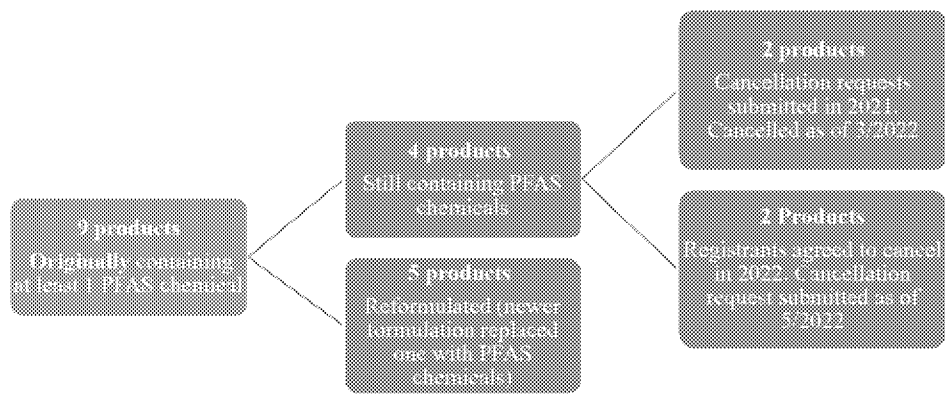 9 products
Originally containing
at least 1 PFAS chemical
4 products
Still containing PFAS
chemicals
5 products
Reformulated (newer
formulation replaced
one with PFAS
chemicals)
2 products
Cancellation requests
submitted in 2021
Cancelled as of 3/2022
2 Products
Registrants agreed to cancel
in 2022. Cancellation
request submitted as of
5/2022